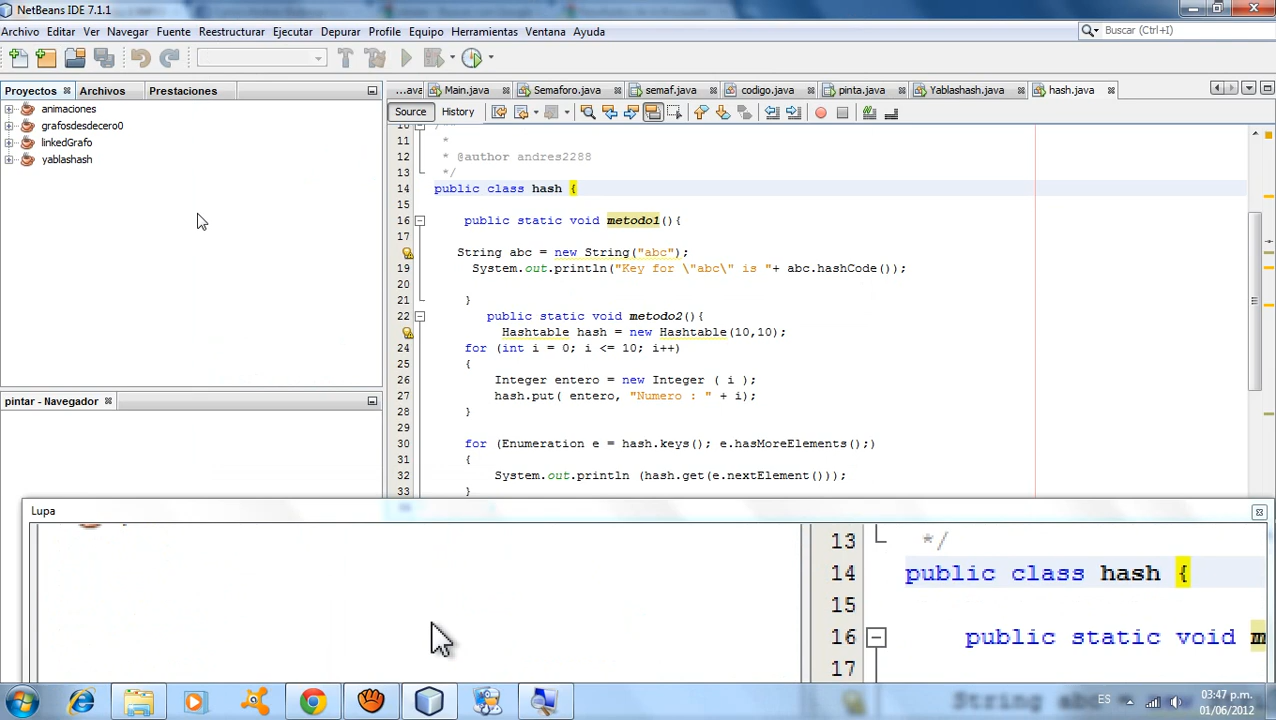 NetBeans IDE 7.1.1
Archivo Editar Ver Navegar Fuente Reestructurar Ejecutar Depurar Profile Equipo Herramientas Ventana Ayuda
Buscar (Ctrl+I)
Proyectos Archivos Prestaciones
...ava Main.java Semaforo.java semaf.java codigo.java pinta.java Yablashash.java hash.java
Source History
animaciones
grafosdesdecero0
linkedGrafo
yablashash
pintar - Navegador
11 *
12 * @author andres2288
13 */
14 public class hash {
15
16 public static void metodo1(){
17
String abc = new String("abc");
19 System.out.println("Key for \"abc\" is "+ abc.hashCode());
20
21 }
22 public static void metodo2(){
Hashtable hash = new Hashtable(10,10);
24 for (int i = 0; i <= 10; i++)
25 {
26 Integer entero = new Integer ( i );
27 hash.put( entero, "Numero : " + i);
28 }
29
30 for (Enumeration e = hash.keys(); e.hasMoreElements();)
31 {
32 System.out.println (hash.get(e.nextElement()));
33 }
Lupa
13 */
14 public class hash {
15
16 public static void m
17
String abc
ES
03:47 p.m.
01/06/2012